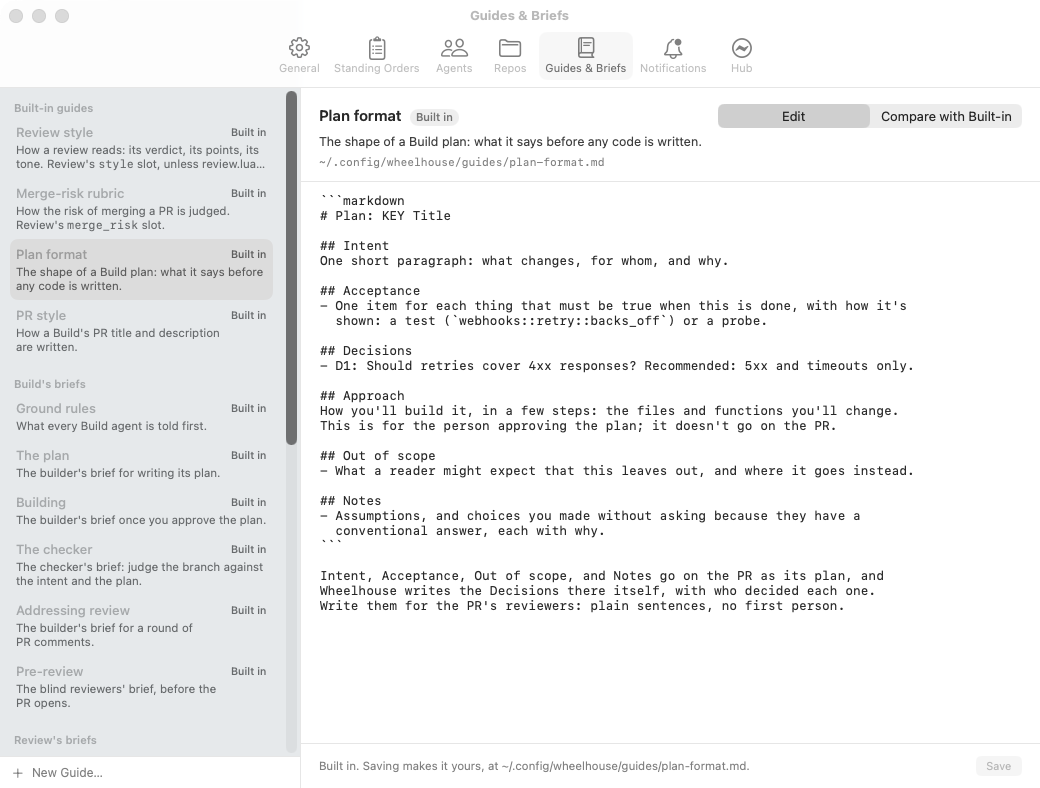 Guides & Briefs
General
Standing Orders
Agents
Repos
Guides & Briefs
Notifications
Hub
Built-in guides
Review style Built in
How a review reads: its verdict, its points, its
tone. Review's style slot, unless review.lua...
Merge-risk rubric Built in
How the risk of merging a PR is judged.
Review's merge_risk slot.
Plan format Built in
The shape of a Build plan: what it says before
any code is written.
PR style Built in
How a Build's PR title and description
are written.
Build's briefs
Ground rules Built in
What every Build agent is told first.
The plan Built in
The builder's brief for writing its plan.
Building Built in
The builder's brief once you approve the plan.
The checker Built in
The checker's brief: judge the branch against
the intent and the plan.
Addressing review Built in
The builder's brief for a round of
PR comments.
Pre-review Built in
The blind reviewers' brief, before the
PR opens.
Review's briefs
+ New Guide...
Plan format Built in
Edit
Compare with Built-in
The shape of a Build plan: what it says before any code is written.
~/.config/wheelhouse/guides/plan-format.md
```markdown
# Plan: KEY Title
## Intent
One short paragraph: what changes, for whom, and why.
## Acceptance
- One item for each thing that must be true when this is done, with how it's
shown: a test (`webhooks::retry::backs_off`) or a probe.
## Decisions
- D1: Should retries cover 4xx responses? Recommended: 5xx and timeouts only.
## Approach
How you'll build it, in a few steps: the files and functions you'll change.
This is for the person approving the plan; it doesn't go on the PR.
## Out of scope
- What a reader might expect that this leaves out, and where it goes instead.
## Notes
- Assumptions, and choices you made without asking because they have a
conventional answer, each with why.
```
Intent, Acceptance, Out of scope, and Notes go on the PR as its plan, and
Wheelhouse writes the Decisions there itself, with who decided each one.
Write them for the PR's reviewers: plain sentences, no first person.
Built in. Saving makes it yours, at ~/.config/wheelhouse/guides/plan-format.md.
Save